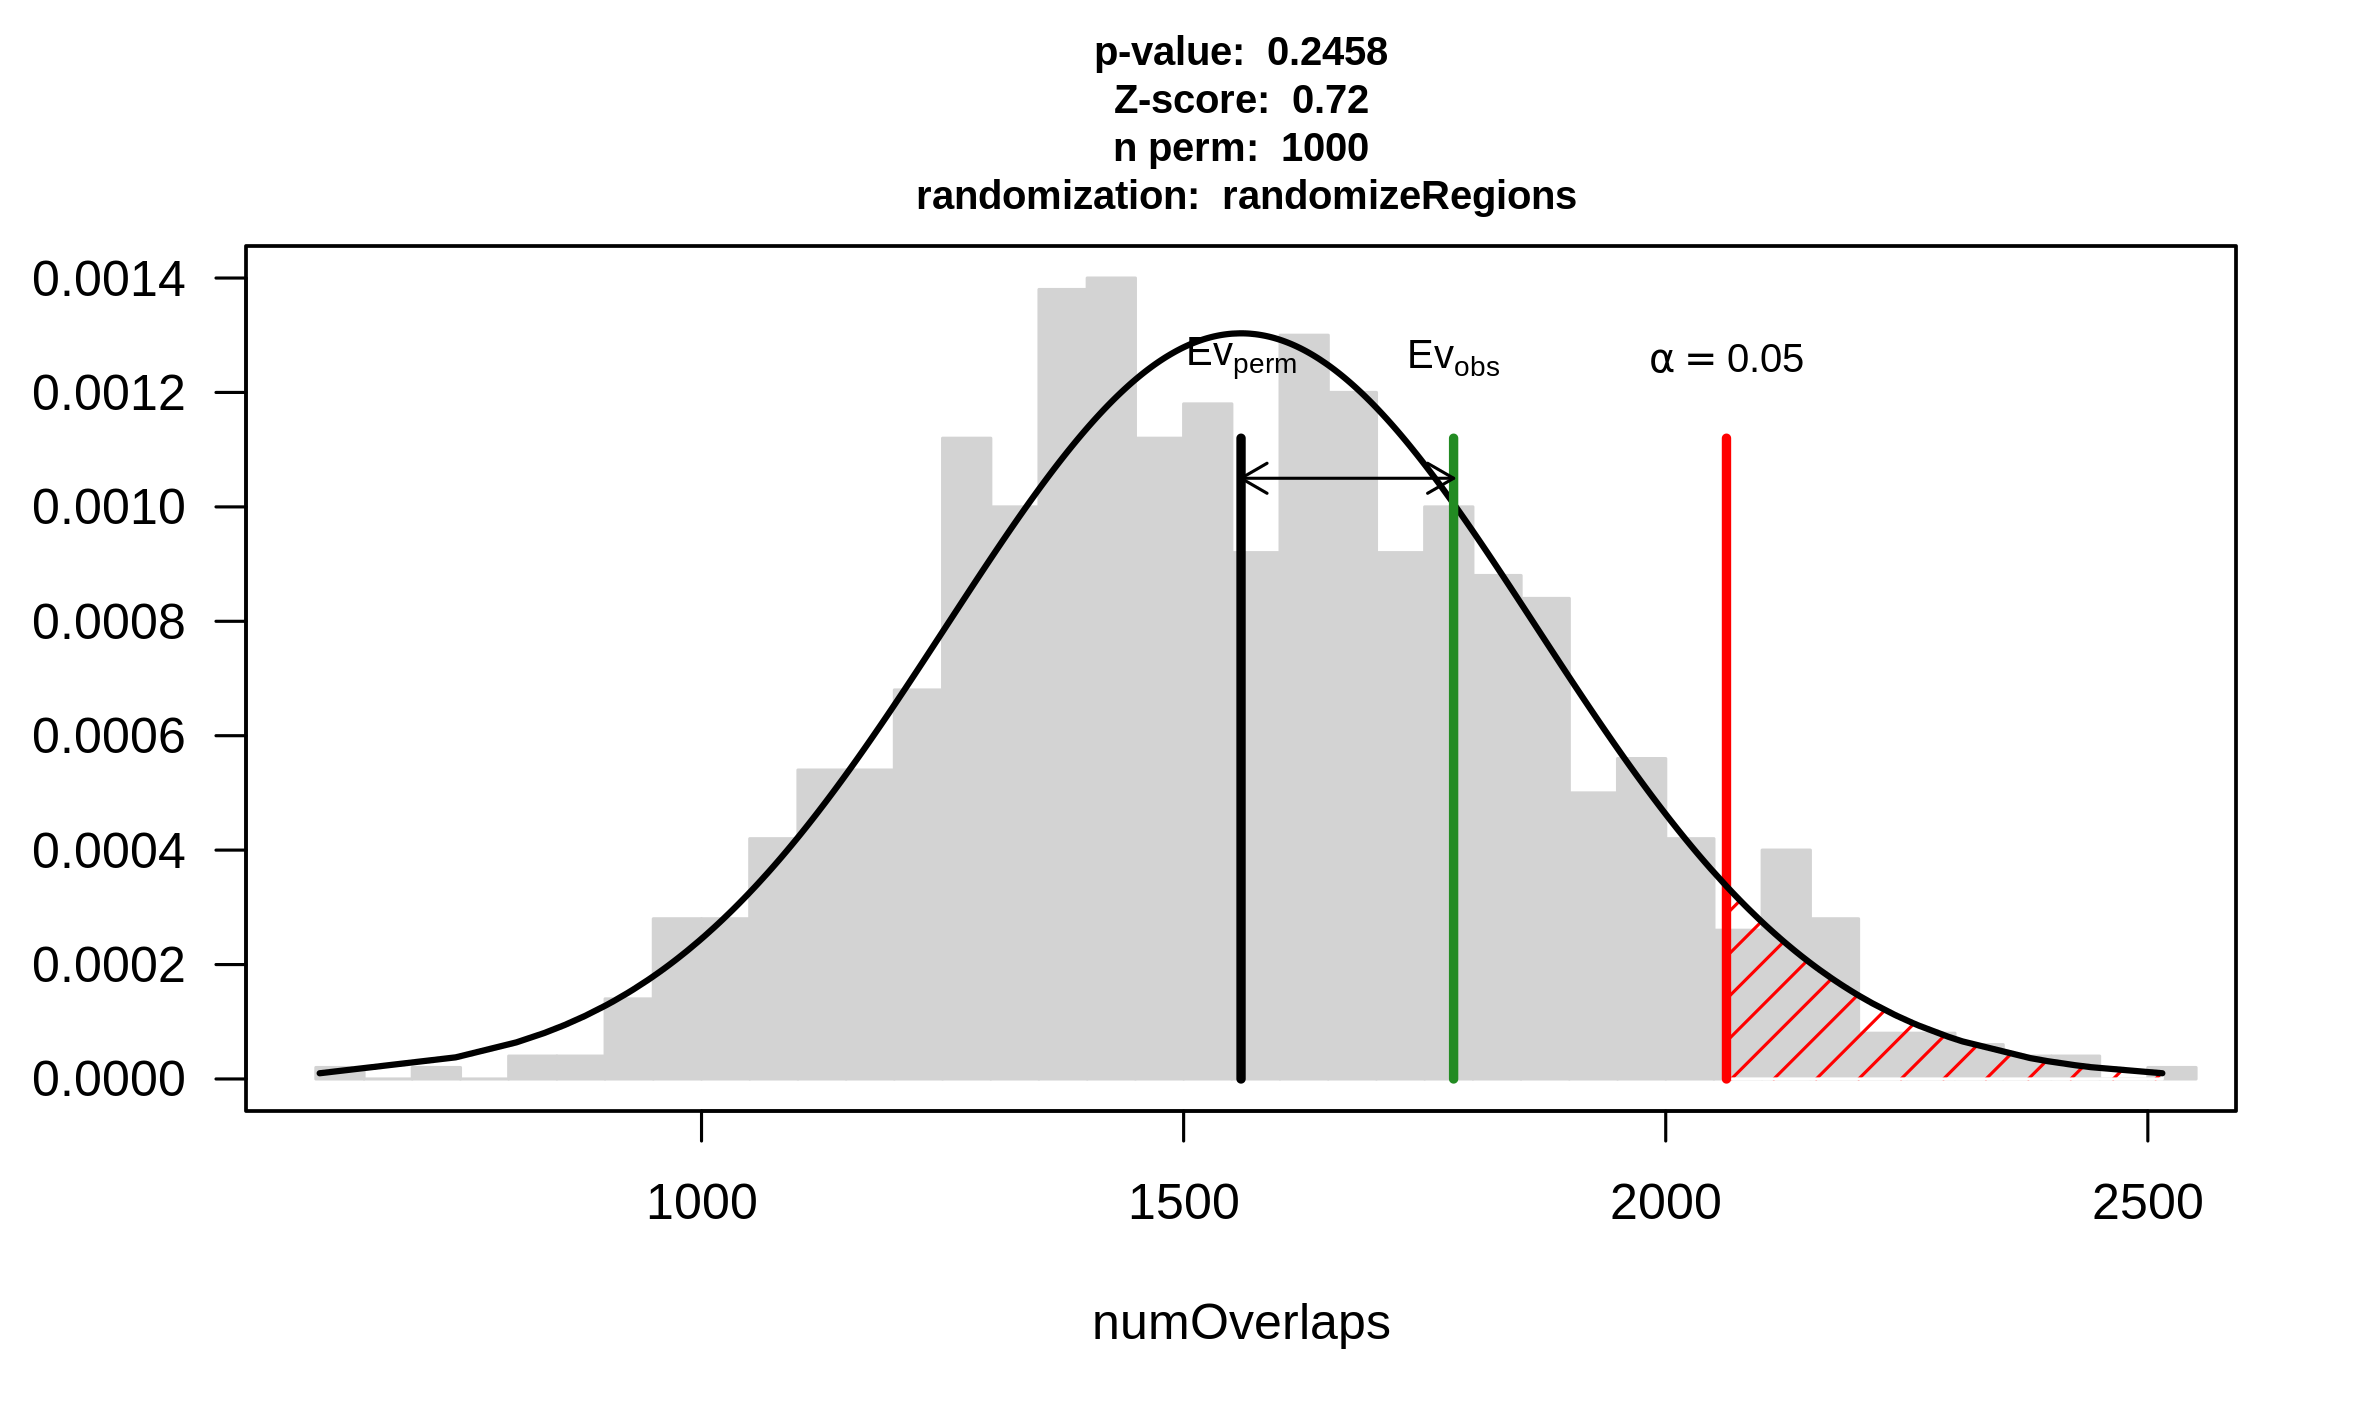 p-value: 0.2458
Z-score: 0.72
n perm: 1000
randomization: randomizeRegions
0.0014
0.0012
0.0010
0.0008
0.0006
0.0004
0.0002
0.0000
Evperm
Evobs
α = 0.05
1000
1500
2000
2500
numOverlaps